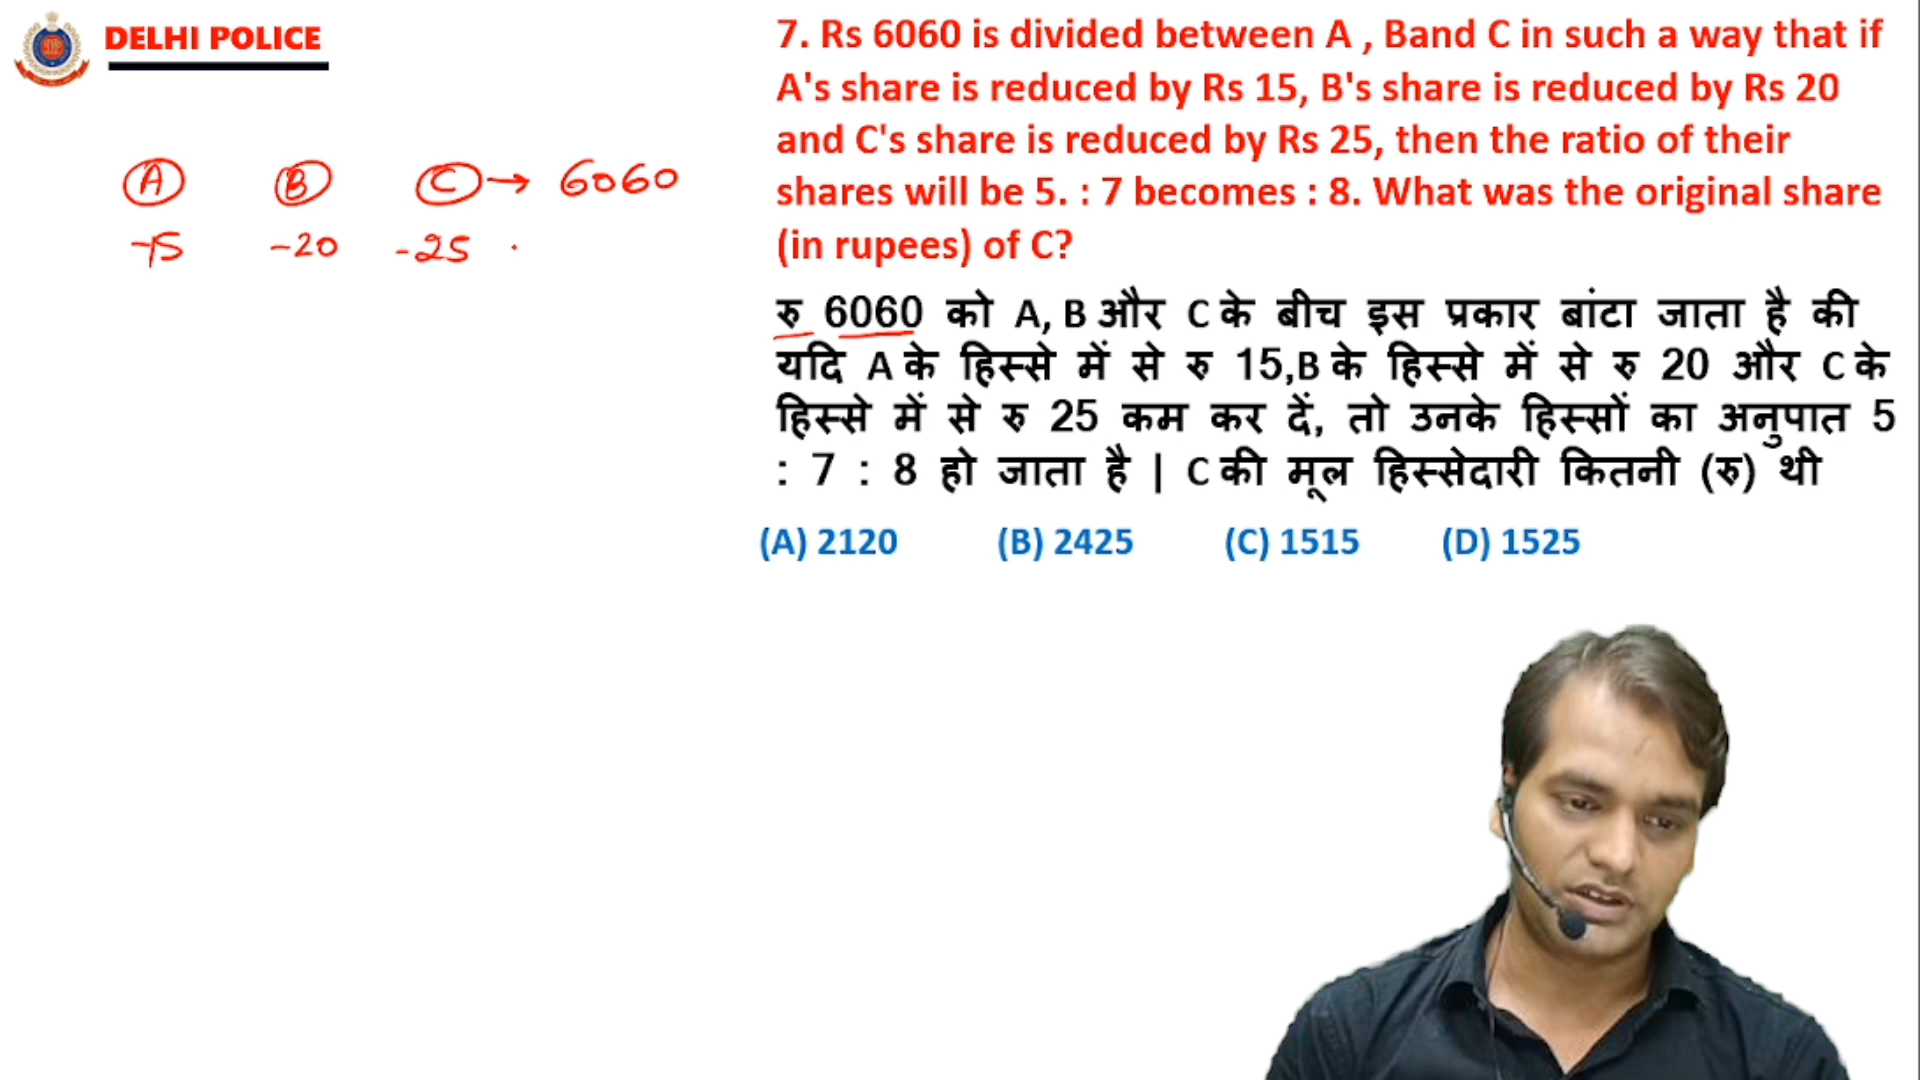 DELHI POLICE
7. Rs 6060 is divided between A , Band C in such a way that if
A's share is reduced by Rs 15, B's share is reduced by Rs 20
and C's share is reduced by Rs 25, then the ratio of their
shares will be 5. : 7 becomes : 8. What was the original share
(in rupees) of C?
A B C → 6060
-15 -20 -25
रु 6060 को A, B और C के बीच इस प्रकार बांटा जाता है की
यदि A के हिस्से में से रु 15,B के हिस्से में से रु 20 और C के
हिस्से में से रु 25 कम कर दें, तो उनके हिस्सों का अनुपात 5
: 7 : 8 हो जाता है | C की मूल हिस्सेदारी कितनी (रु) थी
(A) 2120 (B) 2425 (C) 1515 (D) 1525